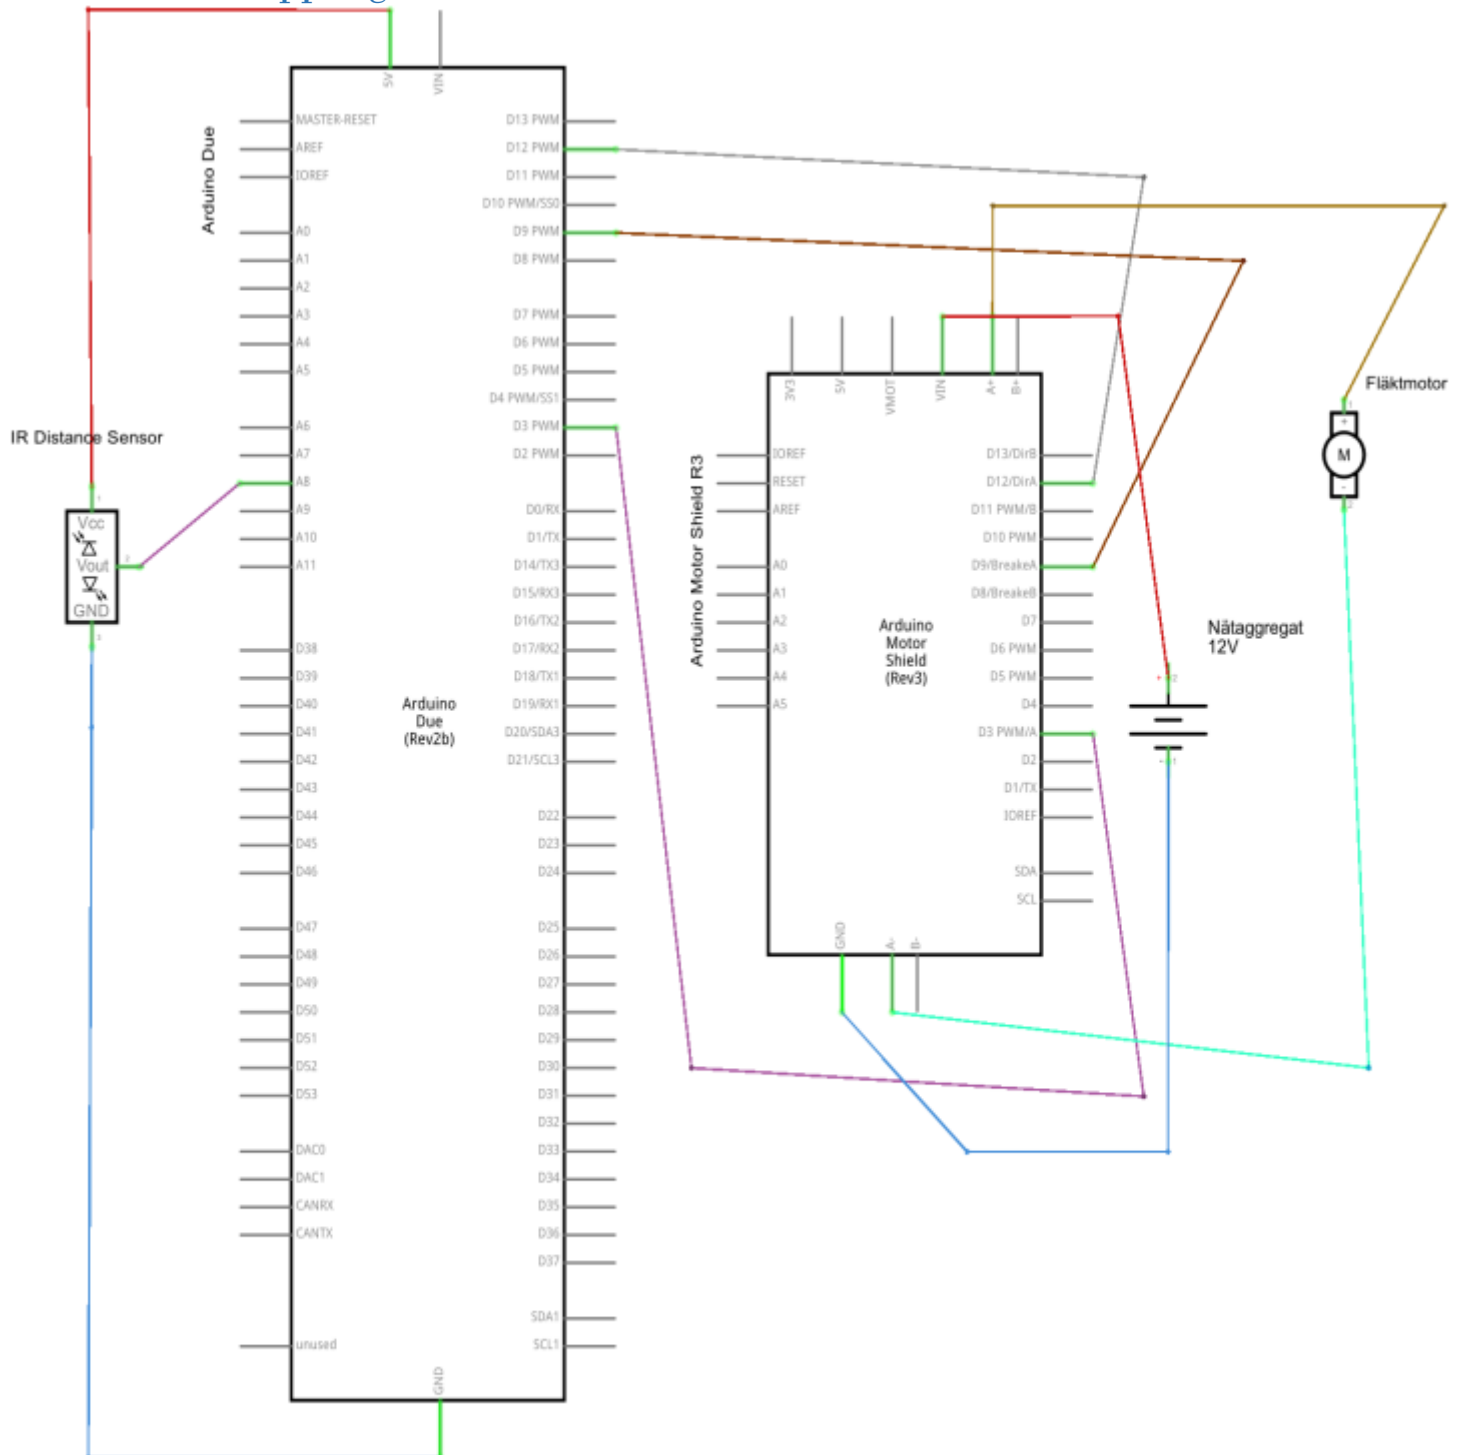 5V
VIN
Arduino Due
MASTER-RESET
AREF
IOREF
A0
A1
A2
A3
A4
A5
A6
A7
A8
A9
A10
A11
D38
D39
D40
D41
D42
D43
D44
D45
D46
D47
D48
D49
D50
D51
D52
D53
DAC0
DAC1
CANRX
CANTX
unused
D13 PWM
D12 PWM
D11 PWM
D10 PWM/SS0
D9 PWM
D8 PWM
D7 PWM
D6 PWM
D5 PWM
D4 PWM/SS1
D3 PWM
D2 PWM
D0/RX
D1/TX
D14/TX3
D15/RX3
D16/TX2
D17/RX2
D18/TX1
D19/RX1
D20/SDA3
D21/SCL3
D22
D23
D24
D25
D26
D27
D28
D29
D30
D31
D32
D33
D34
D35
D36
D37
SDA1
SCL1
Arduino
Due
(Rev2b)
GND
IR Distance Sensor
1
Vcc
Vout
2
GND
3
Arduino Motor Shield R3
3V3
5V
VMOT
VIN
A+
B+
IOREF
RESET
AREF
A0
A1
A2
A3
A4
A5
D13/DirB
D12/DirA
D11 PWM/B
D10 PWM
D9/BreakeA
D8/BreakeB
D7
D6 PWM
D5 PWM
D4
D3 PWM/A
D2
D1/TX
IOREF
SDA
SCL
Arduino
Motor
Shield
(Rev3)
GND
A-
B-
Fläktmotor
1
+
M
-
2
Nätaggregat
12V
+
2
-
1